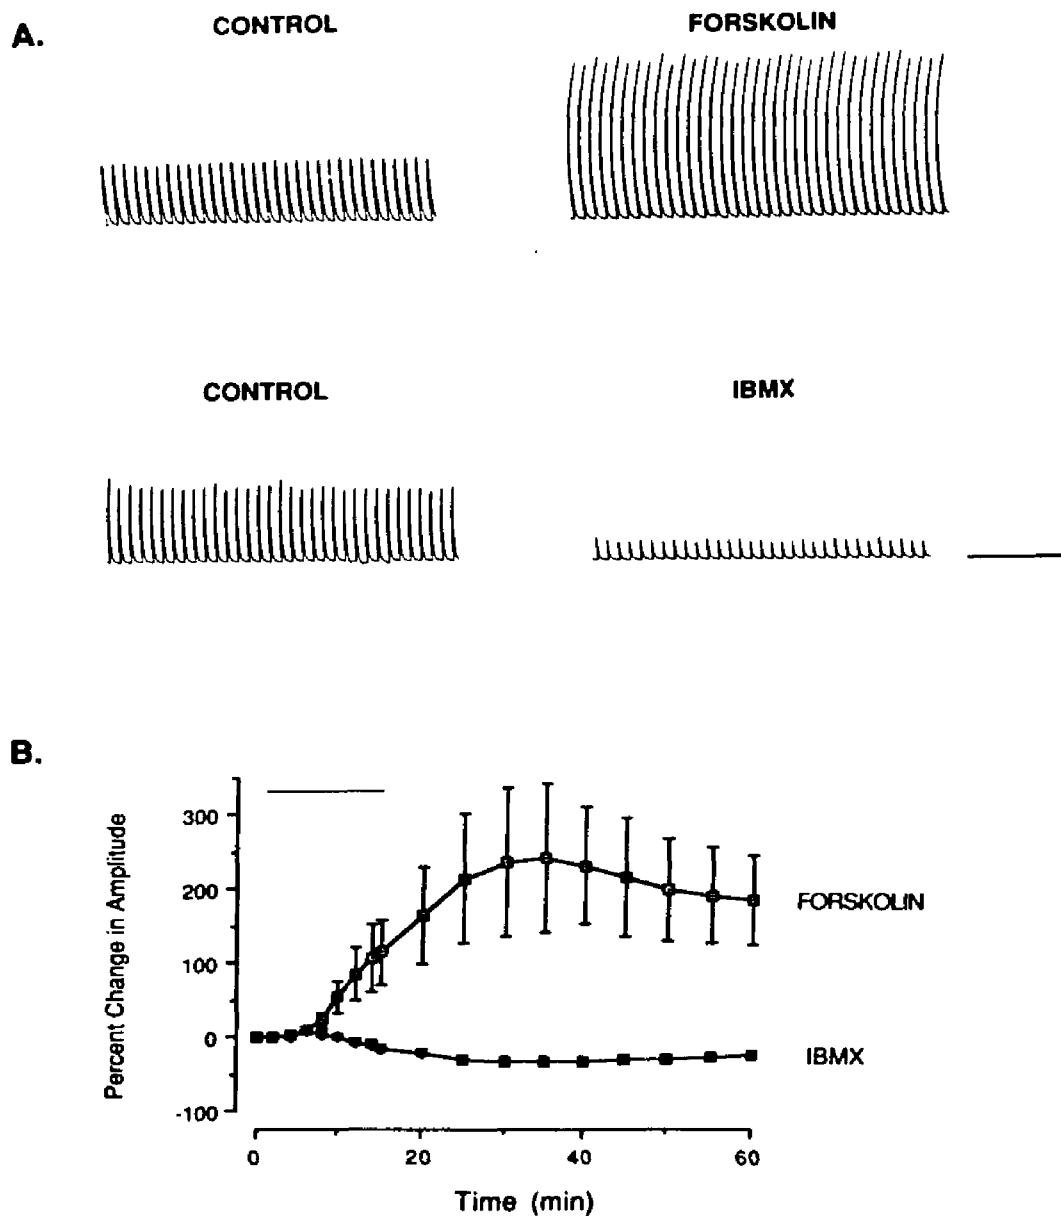 A.
CONTROL
FORSKOLIN
CONTROL
IBMX
B.
Percent Change in Amplitude
300
200
100
0
-100
FORSKOLIN
IBMX
0
20
40
60
Time (min)